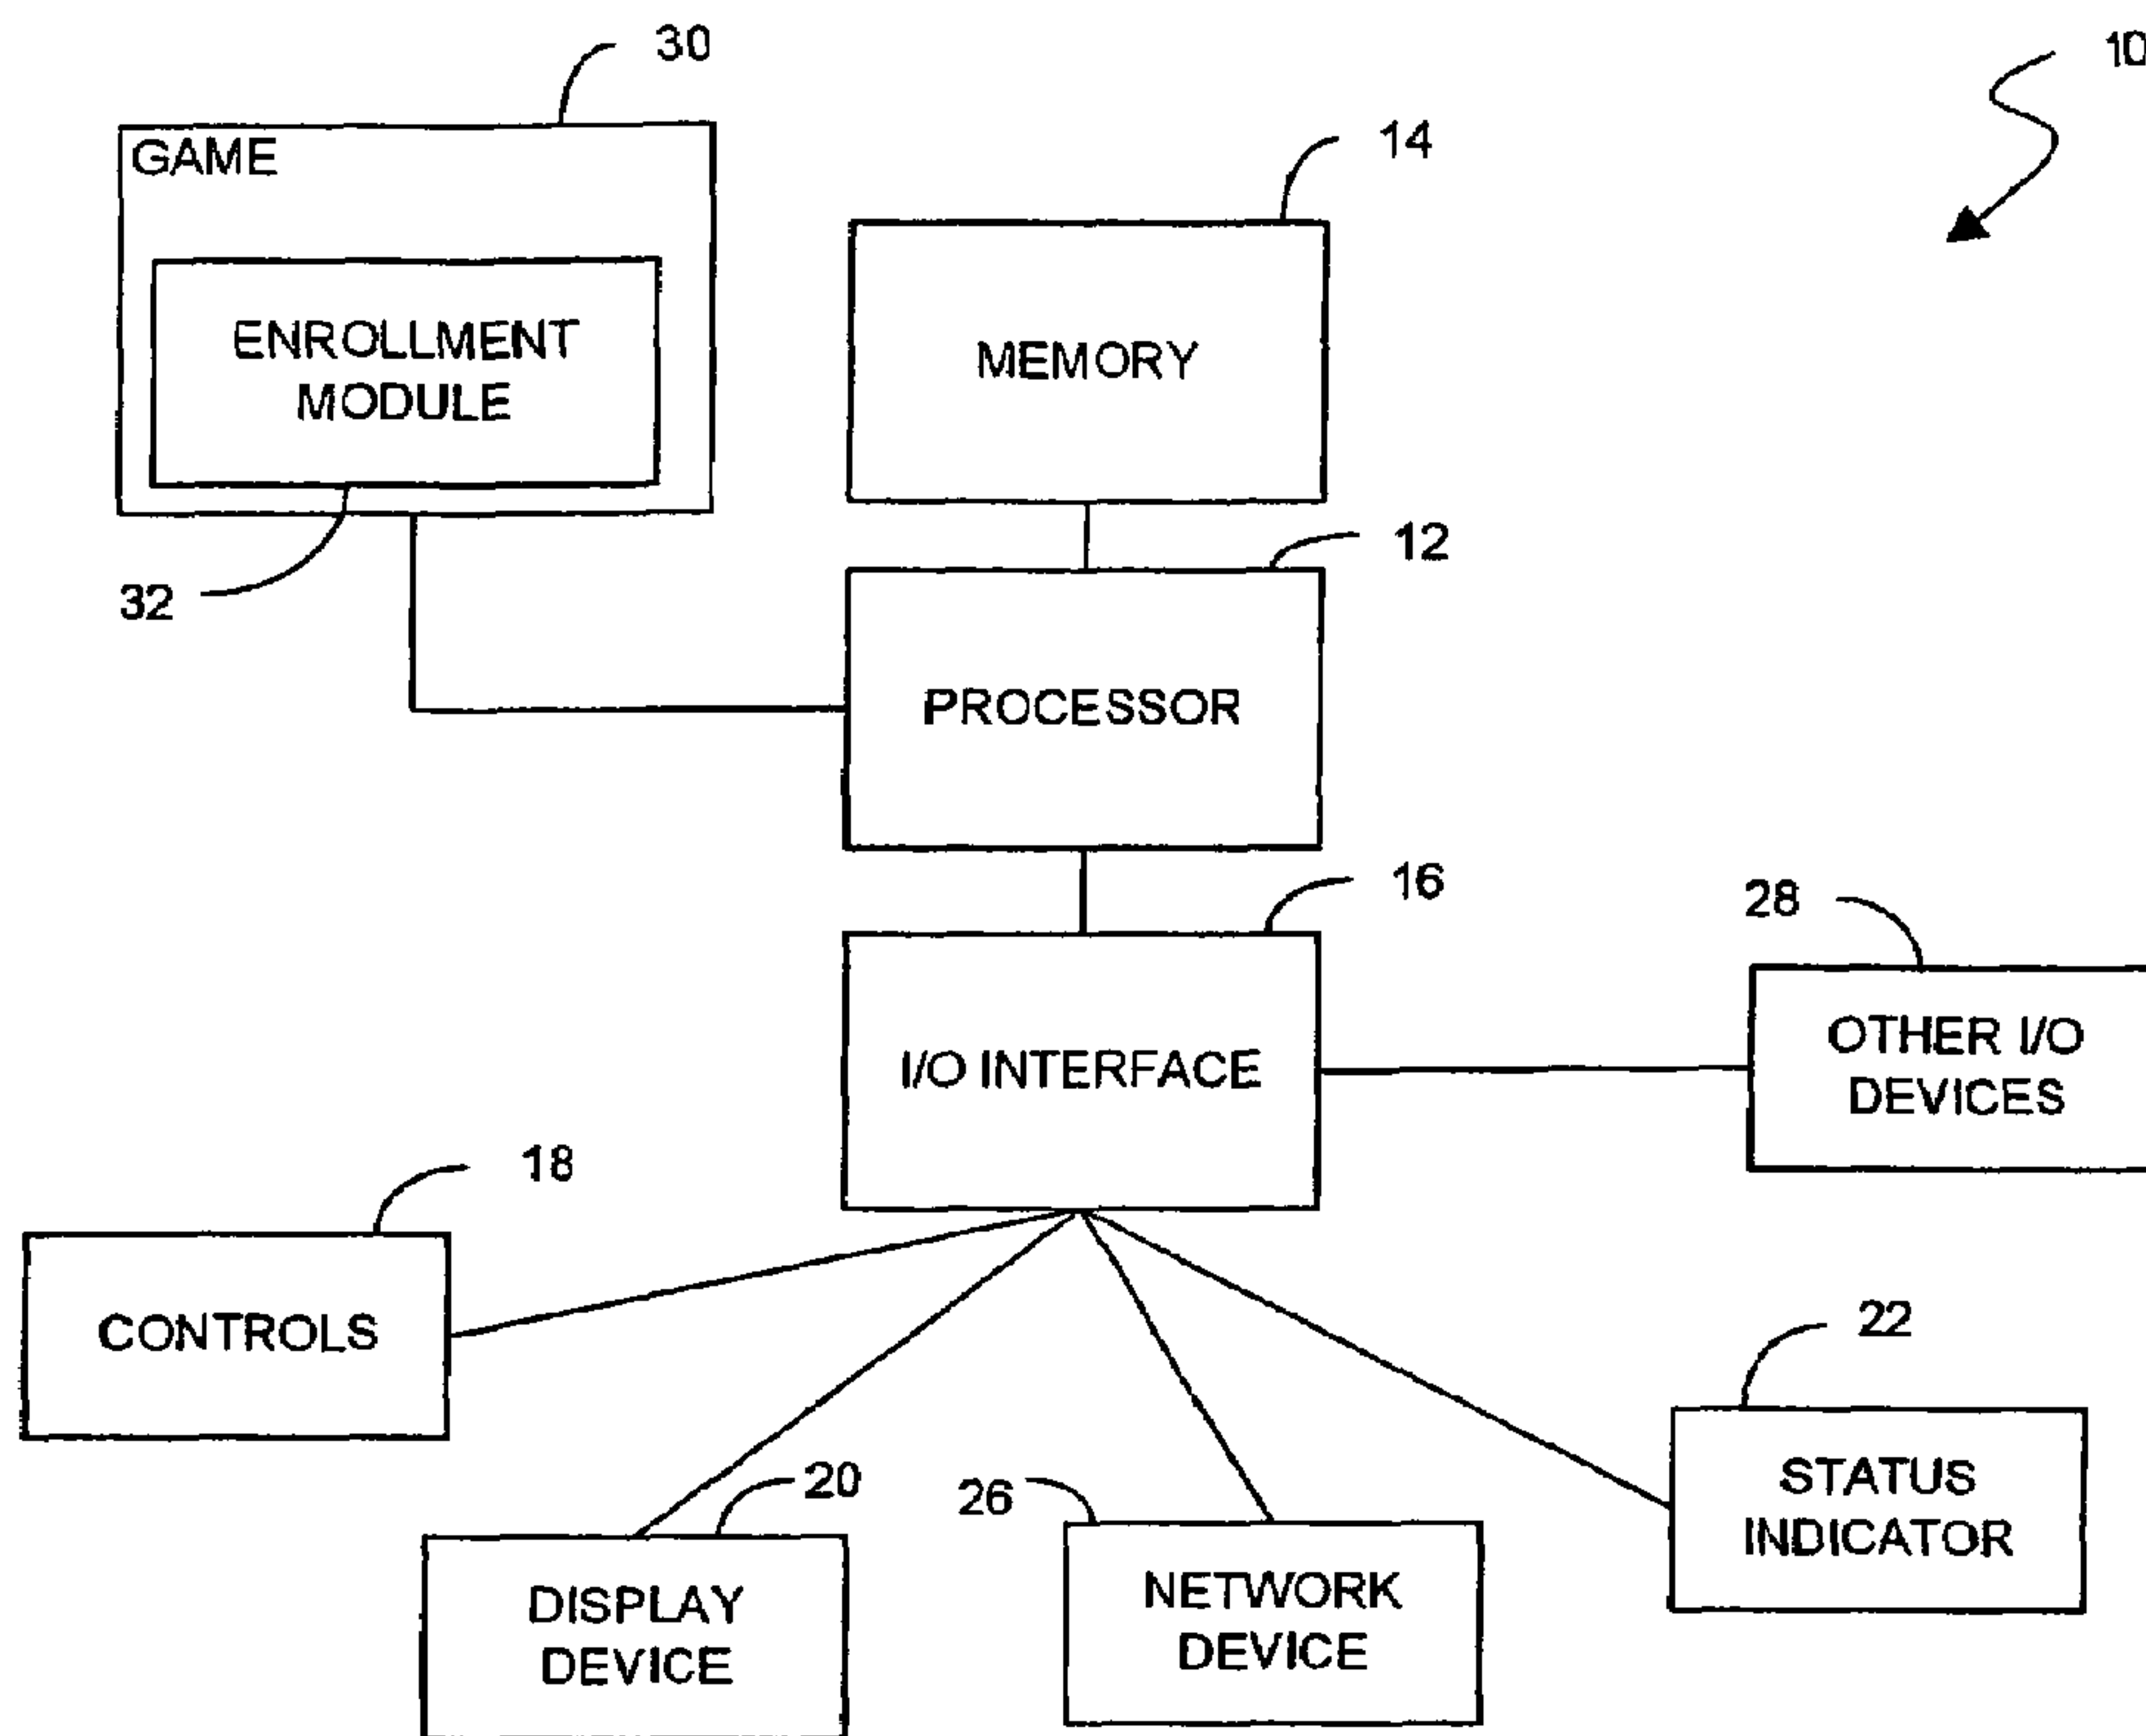 30
10
GAME
14
ENROLLMENT
MODULE
MEMORY
12
32
PROCESSOR
16
28
I/O INTERFACE
OTHER I/O
DEVICES
18
CONTROLS
22
20
26
STATUS
INDICATOR
DISPLAY
DEVICE
NETWORK
DEVICE